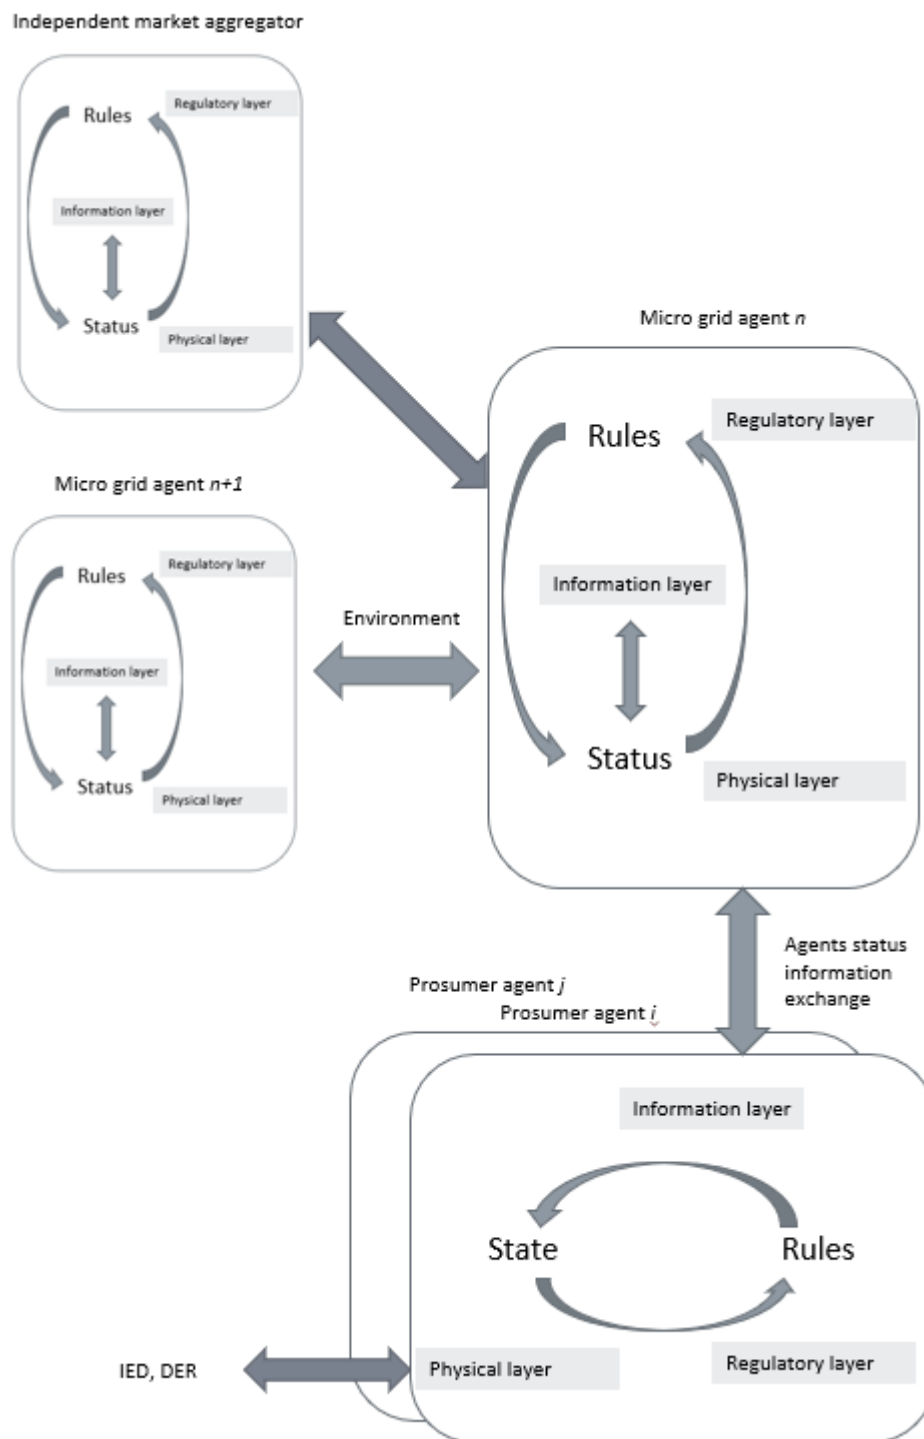 Independent market aggregator
Rules
Regulatory layer
Information layer
Status
Physical layer
Micro grid agent n
Rules
Regulatory layer
Information layer
Status
Physical layer
Micro grid agent n+1
Rules
Regulatory layer
Information layer
Status
Physical layer
Environment
Agents status
information
exchange
Prosumer agent j
Prosumer agent i
Information layer
State
Rules
Physical layer
Regulatory layer
IED, DER